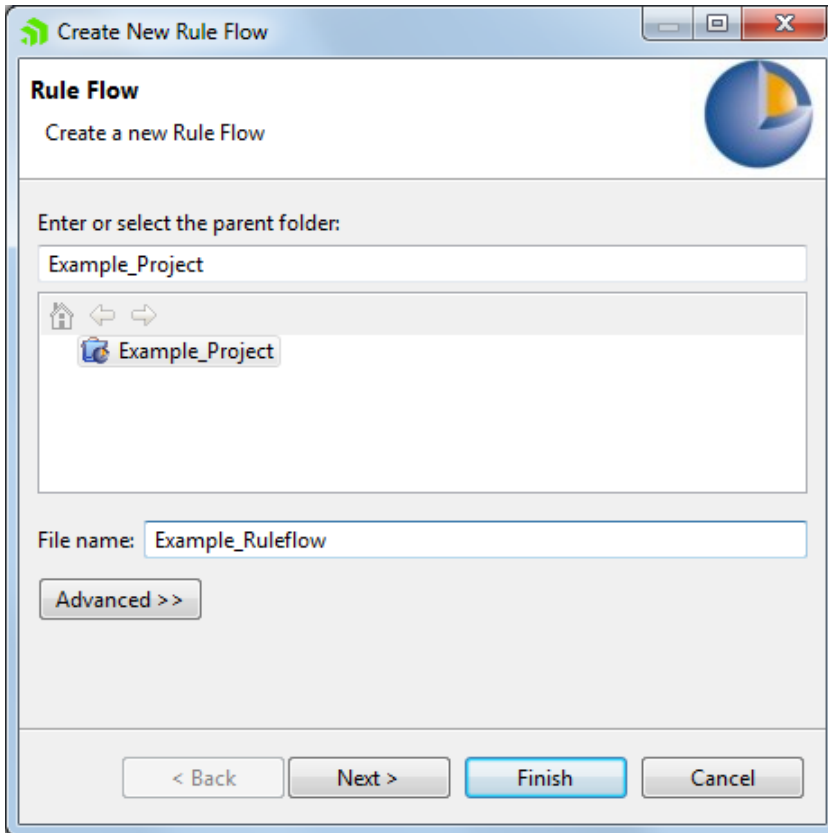 Create New Rule Flow
Rule Flow
Create a new Rule Flow
Enter or select the parent folder:
Example_Project
Example_Project
File name: Example_Ruleflow
Advanced >>
< Back Next > Finish Cancel